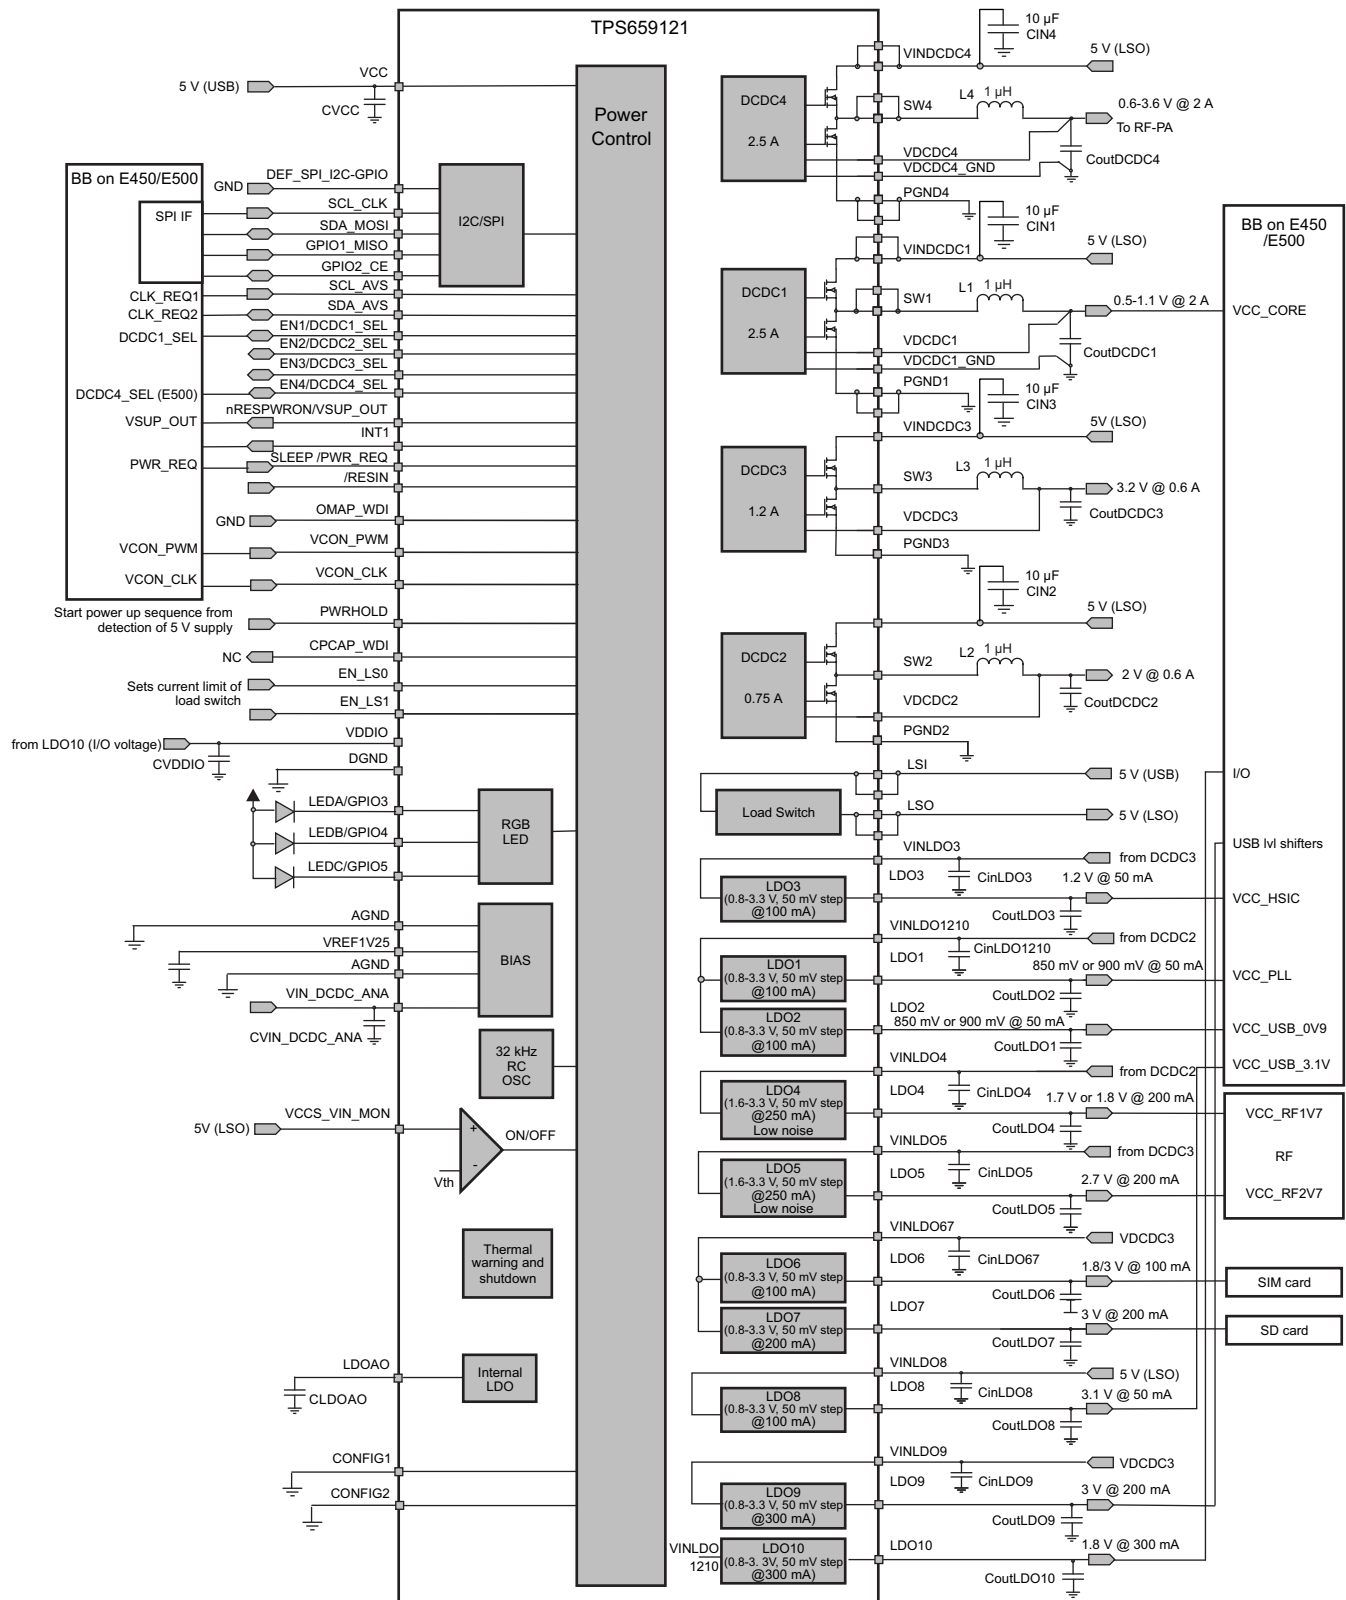 TPS659121
5 V (USB)
VCC
CVCC
Power
Control
BB on E450/E500
SPI IF
GND
DEF_SPI_I2C-GPIO
SCL_CLK
SDA_MOSI
GPIO1_MISO
GPIO2_CE
I2C/SPI
CLK_REQ1
SCL_AVS
CLK_REQ2
SDA_AVS
DCDC1_SEL
EN1/DCDC1_SEL
EN2/DCDC2_SEL
EN3/DCDC3_SEL
DCDC4_SEL (E500)
EN4/DCDC4_SEL
VSUP_OUT
nRESPWRON/VSUP_OUT
INT1
PWR_REQ
SLEEP /PWR_REQ
/RESIN
GND
OMAP_WDI
VCON_PWM
VCON_PWM
VCON_CLK
VCON_CLK
Start power up sequence from
detection of 5 V supply
PWRHOLD
NC
CPCAP_WDI
Sets current limit of
load switch
EN_LS0
EN_LS1
from LDO10 (I/O voltage)
VDDIO
CVDDIO
DGND
LEDA/GPIO3
LEDB/GPIO4
LEDC/GPIO5
RGB
LED
AGND
VREF1V25
AGND
VIN_DCDC_ANA
CVIN_DCDC_ANA
BIAS
32 kHz
RC
OSC
5V (LSO)
VCCS_VIN_MON
+
-
Vth
ON/OFF
Thermal
warning and
shutdown
LDOAO
CLDOAO
Internal
LDO
CONFIG1
CONFIG2
DCDC4
2.5 A
VINDCDC4
10 µF
CIN4
5 V (LSO)
SW4
L4
1 µH
0.6-3.6 V @ 2 A
To RF-PA
VDCDC4
VDCDC4_GND
CoutDCDC4
PGND4
DCDC1
2.5 A
10 µF
CIN1
VINDCDC1
5 V (LSO)
SW1
L1
1 µH
0.5-1.1 V @ 2 A
VDCDC1
VDCDC1_GND
CoutDCDC1
PGND1
DCDC3
1.2 A
10 µF
CIN3
VINDCDC3
5V (LSO)
SW3
L3
1 µH
3.2 V @ 0.6 A
VDCDC3
CoutDCDC3
PGND3
DCDC2
0.75 A
10 µF
CIN2
5 V (LSO)
SW2
L2
1 µH
2 V @ 0.6 A
VDCDC2
CoutDCDC2
PGND2
Load Switch
LSI
5 V (USB)
LSO
5 V (LSO)
VINLDO3
from DCDC3
LDO3
CinLDO3
1.2 V @ 50 mA
LDO3
(0.8-3.3 V, 50 mV step
@100 mA)
CoutLDO3
VINLDO1210
from DCDC2
LDO1
CinLDO1210
850 mV or 900 mV @ 50 mA
LDO1
(0.8-3.3 V, 50 mV step
@100 mA)
CoutLDO2
LDO2
850 mV or 900 mV @ 50 mA
LDO2
(0.8-3.3 V, 50 mV step
@100 mA)
CoutLDO1
VINLDO4
from DCDC2
LDO4
CinLDO4
1.7 V or 1.8 V @ 200 mA
LDO4
(1.6-3.3 V, 50 mV step
@250 mA)
Low noise
CoutLDO4
VINLDO5
from DCDC3
LDO5
CinLDO5
2.7 V @ 200 mA
LDO5
(1.6-3.3 V, 50 mV step
@250 mA)
Low noise
CoutLDO5
VINLDO67
VDCDC3
LDO6
CinLDO67
1.8/3 V @ 100 mA
LDO6
(0.8-3.3 V, 50 mV step
@100 mA)
CoutLDO6
LDO7
3 V @ 200 mA
LDO7
(0.8-3.3 V, 50 mV step
@200 mA)
CoutLDO7
VINLDO8
5 V (LSO)
LDO8
CinLDO8
3.1 V @ 50 mA
LDO8
(0.8-3.3 V, 50 mV step
@100 mA)
CoutLDO8
VINLDO9
VDCDC3
LDO9
CinLDO9
3 V @ 200 mA
LDO9
(0.8-3.3 V, 50 mV step
@300 mA)
CoutLDO9
VINLDO
1210
LDO10
(0.8-3. 3V, 50 mV step
@300 mA)
LDO10
1.8 V @ 300 mA
CoutLDO10
BB on E450
/E500
VCC_CORE
I/O
USB lvl shifters
VCC_HSIC
VCC_PLL
VCC_USB_0V9
VCC_USB_3.1V
VCC_RF1V7
RF
VCC_RF2V7
SIM card
SD card